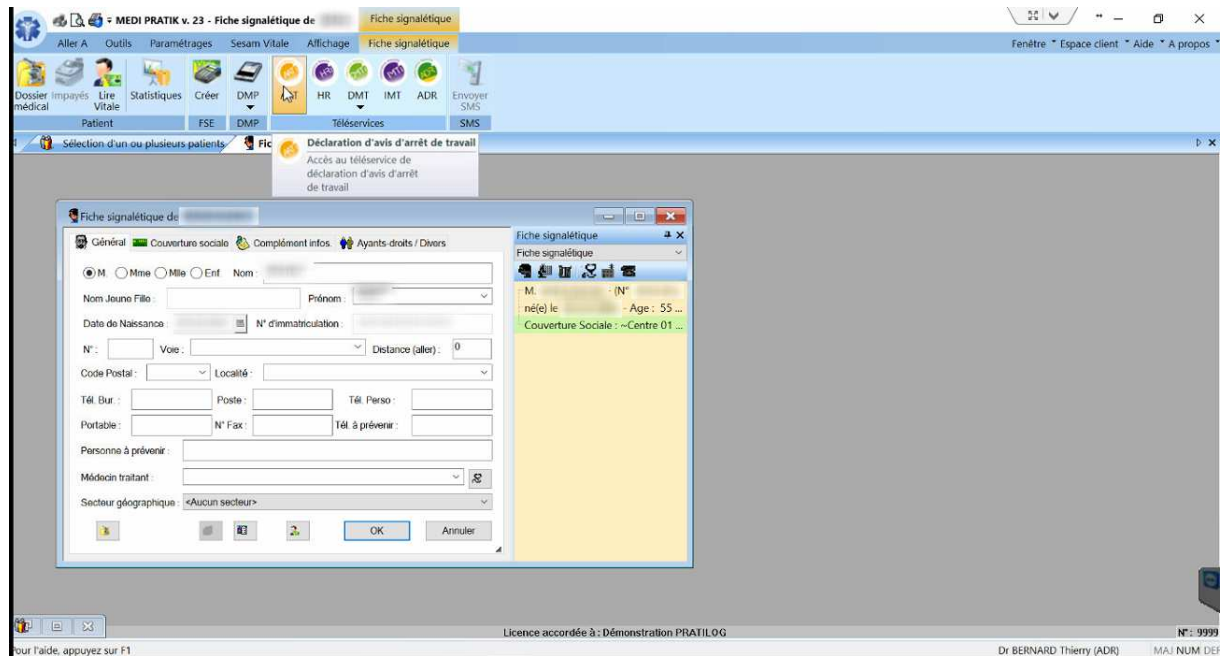 MEDI PRATIK v. 23 - Fiche signalétique de
Fiche signalétique
Aller A Outils Paramétrages Sesam Vitale Affichage Fiche signalétique
Fenêtre Espace client Aide A propos
Dossier médical Impayés Lire Vitale Statistiques Créer DMP HR DMT IMT ADR Envoyer SMS
Patient FSE DMP Téléservices SMS
Sélection d'un ou plusieurs patients
Fic
Déclaration d'avis d'arrêt de travail
Accès au téléservice de
déclaration d'avis d'arrêt
de travail
Fiche signalétique de
Général Couverture sociale Complément infos. Ayants-droits / Divers
M. Mme Mlle Enf. Nom :
Nom Jeune Fille : Prénom :
Date de Naissance : N° d'immatriculation :
N° : Voie : Distance (aller) : 0
Code Postal : Localité :
Tél. Bur. : Poste : Tél. Perso :
Portable : N° Fax : Tél. à prévenir :
Personne à prévenir :
Médecin traitant :
Secteur géographique : <Aucun secteur>
OK Annuler
Fiche signalétique
Fiche signalétique
M. - (N°
né(e) le - Age : 55 ...
Couverture Sociale : ~Centre 01 ...
Licence accordée à : Démonstration PRATILOG
N° : 9999
Pour l'aide, appuyez sur F1
Dr BERNARD Thierry (ADR) MAJ NUM DEF